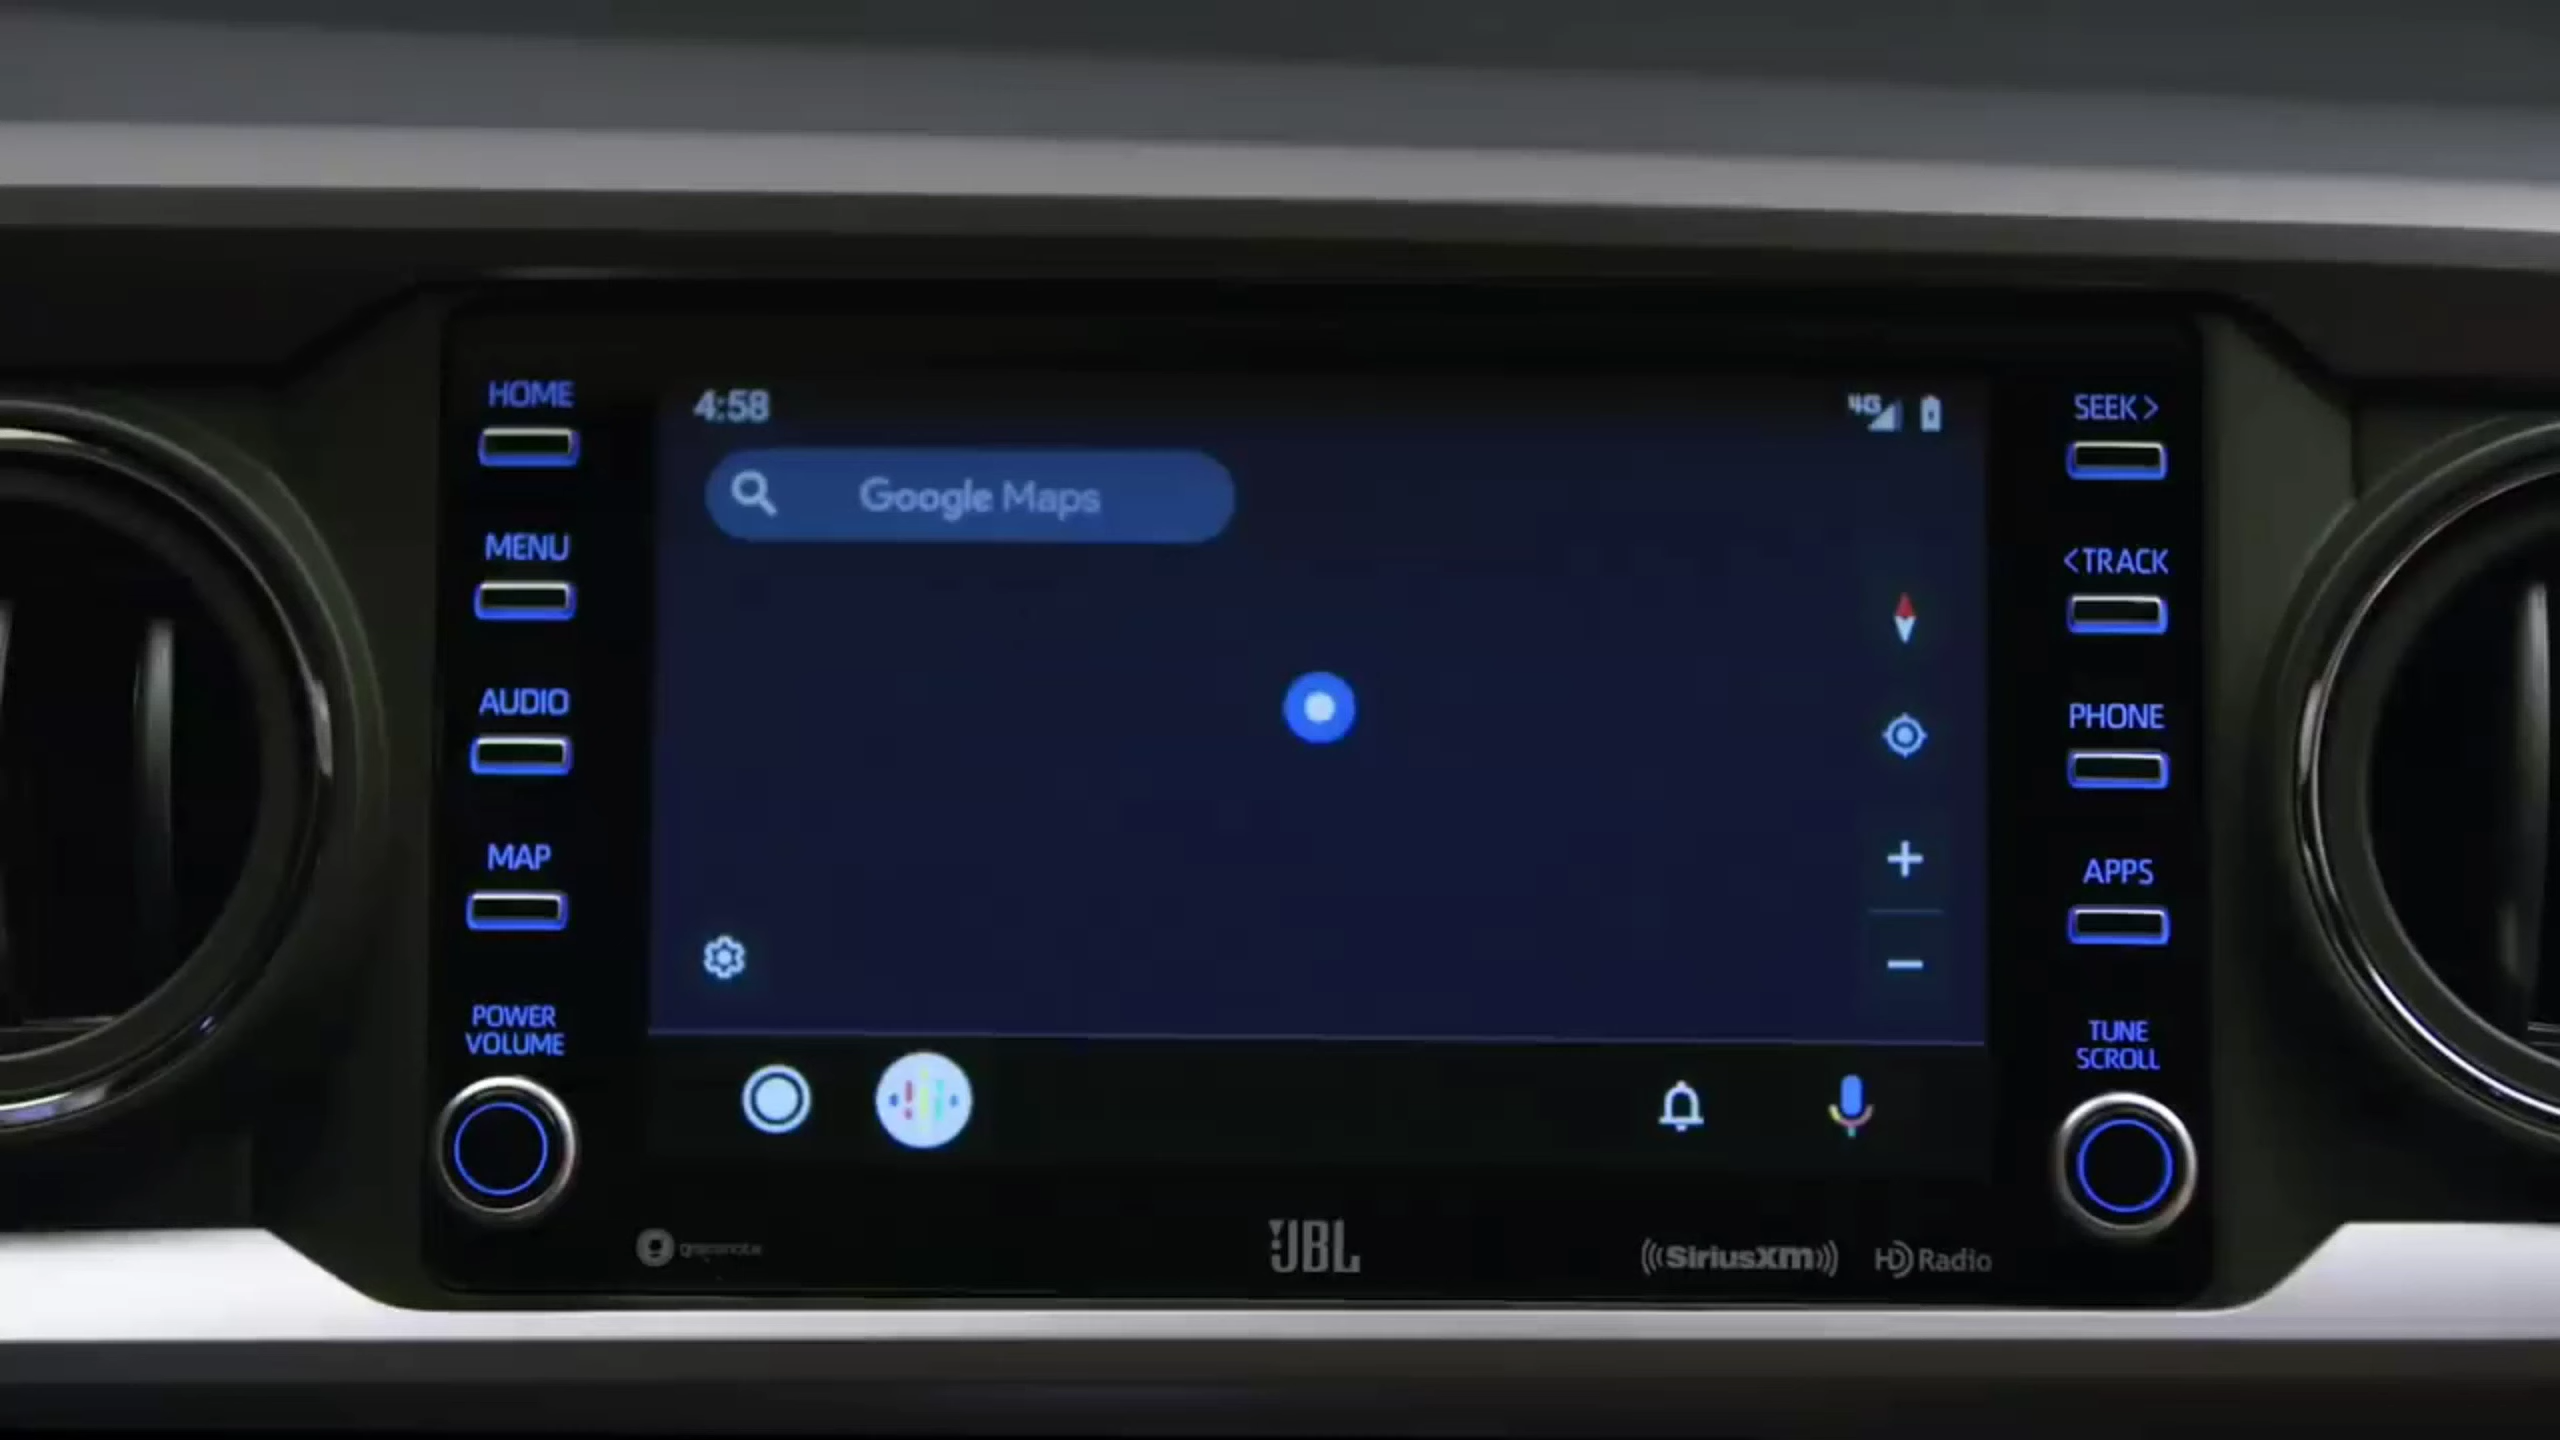 HOME
MENU
AUDIO
MAP
POWER
VOLUME
4:58
4G
Google Maps
SEEK >
< TRACK
PHONE
APPS
TUNE
SCROLL
gracenote
JBL
SiriusXM
HD Radio